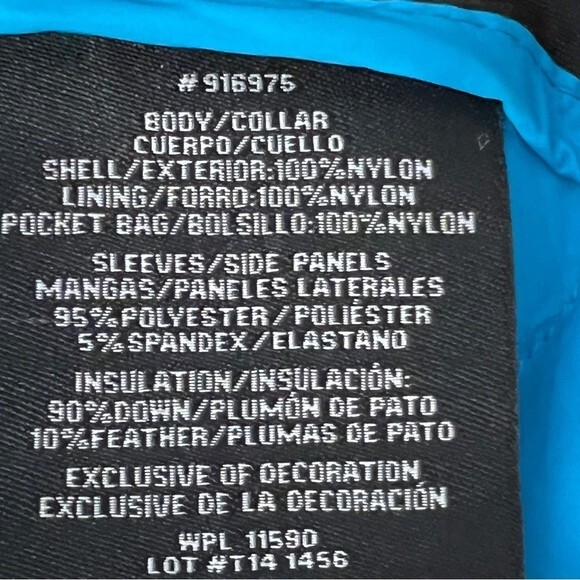 #916975
BODY/COLLAR
CUERPO/CUELLO
SHELL/EXTERIOR:100%NYLON
LINING/FORRO:100%NYLON
POCKET BAG/BOLSILLO:100%NYLON
SLEEVES/SIDE PANELS
MANGAS/PANELES LATERALES
95%POLYESTER/POLIÉSTER
5%SPANDEX/ELASTANO
INSULATION/INSULACIÓN:
90%DOWN/PLUMÓN DE PATO
10%FEATHER/PLUMAS DE PATO
EXCLUSIVE OF DECORATION
EXCLUSIVE DE LA DECORACIÓN
WPL 11590
LOT #T14 1456